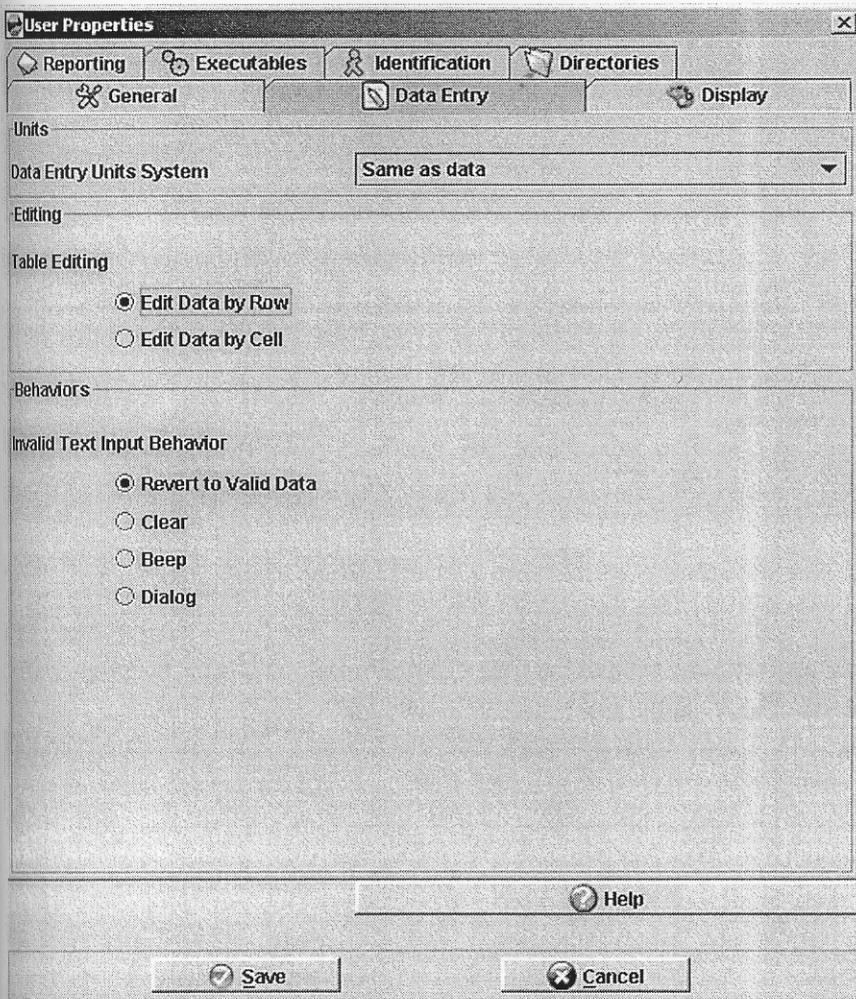 User Properties
Reporting Executables Identification Directories
General Data Entry Display
Units
Data Entry Units System Same as data
Editing
Table Editing
Edit Data by Row
Edit Data by Cell
Behaviors
Invalid Text Input Behavior
Revert to Valid Data
Clear
Beep
Dialog
Help
Save Cancel